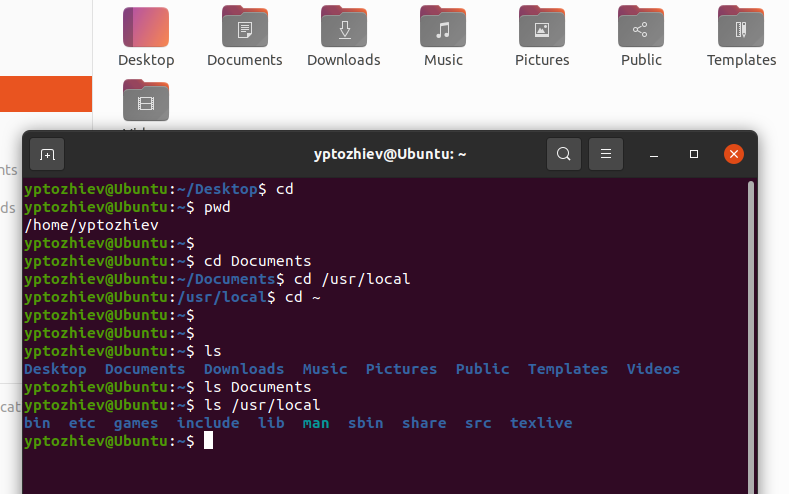 Desktop Documents Downloads Music Pictures Public Templates
nts
ds
cat
yptozhiev@Ubuntu: ~
yptozhiev@Ubuntu:~/Desktop$ cd
yptozhiev@Ubuntu:~$ pwd
/home/yptozhiev
yptozhiev@Ubuntu:~$
yptozhiev@Ubuntu:~$ cd Documents
yptozhiev@Ubuntu:~/Documents$ cd /usr/local
yptozhiev@Ubuntu:/usr/local$ cd ~
yptozhiev@Ubuntu:~$
yptozhiev@Ubuntu:~$
yptozhiev@Ubuntu:~$ ls
Desktop Documents Downloads Music Pictures Public Templates Videos
yptozhiev@Ubuntu:~$ ls Documents
yptozhiev@Ubuntu:~$ ls /usr/local
bin etc games include lib man sbin share src texlive
yptozhiev@Ubuntu:~$